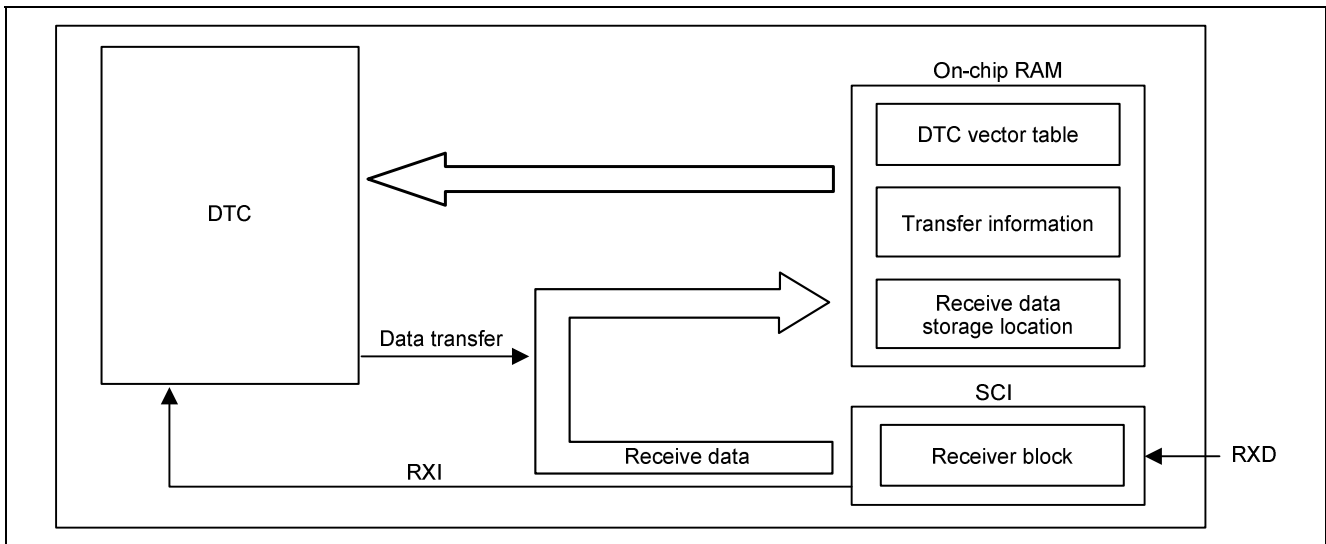 On-chip RAM
DTC vector table
DTC
Transfer information
Receive data
storage location
Data transfer
SCI
Receive data
Receiver block
RXD
RXI